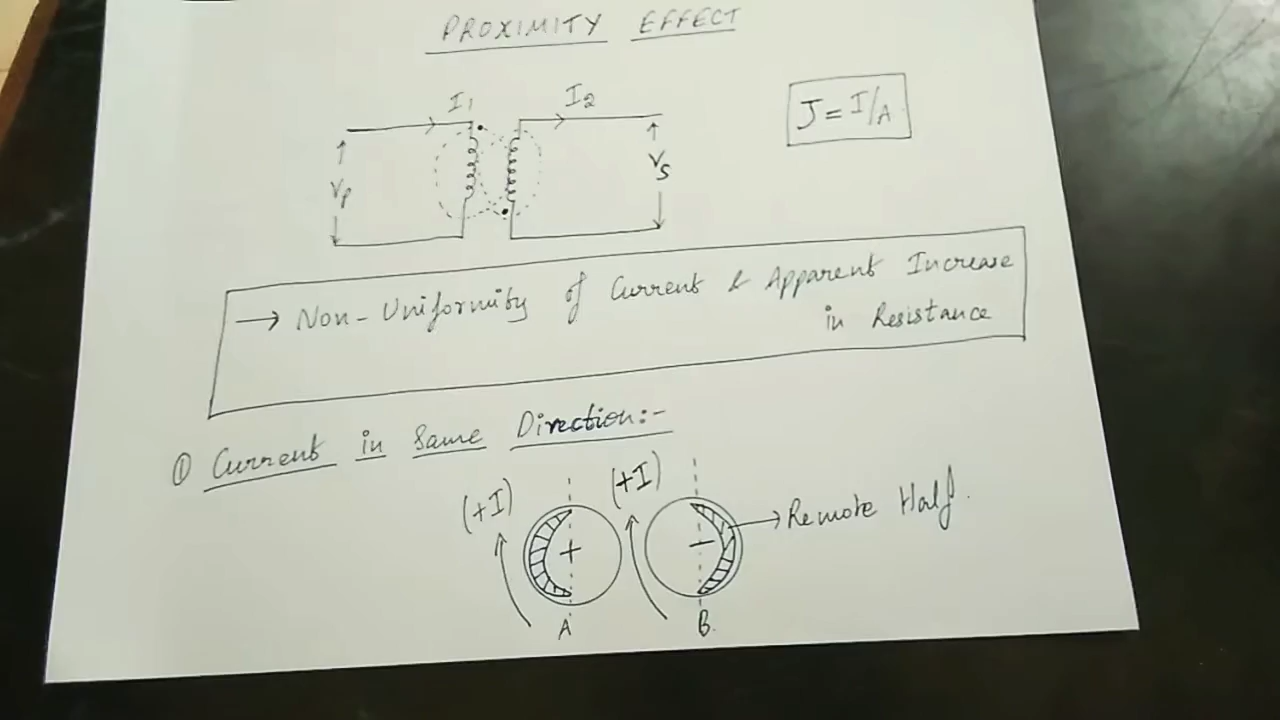 PROXIMITY EFFECT
I1 I2
J = I/A
Vp Vs
→ Non-Uniformity of Current & Apparent Increase
in Resistance
① Current in Same Direction:-
(+I) (+I)
+ −
→ Remote Half.
A B.